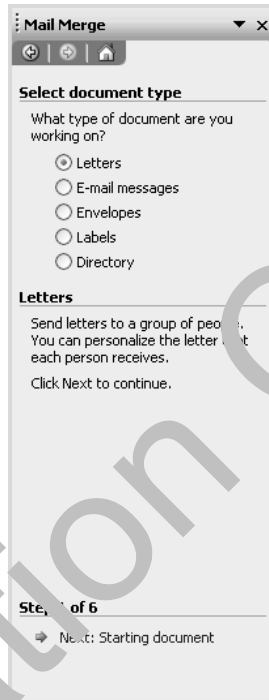 Mail Merge
Select document type
What type of document are you
working on?
Letters
E-mail messages
Envelopes
Labels
Directory
Letters
Send letters to a group of
You can personalize the letter
each person receives.
Click Next to continue.
of 6
Next: Starting document